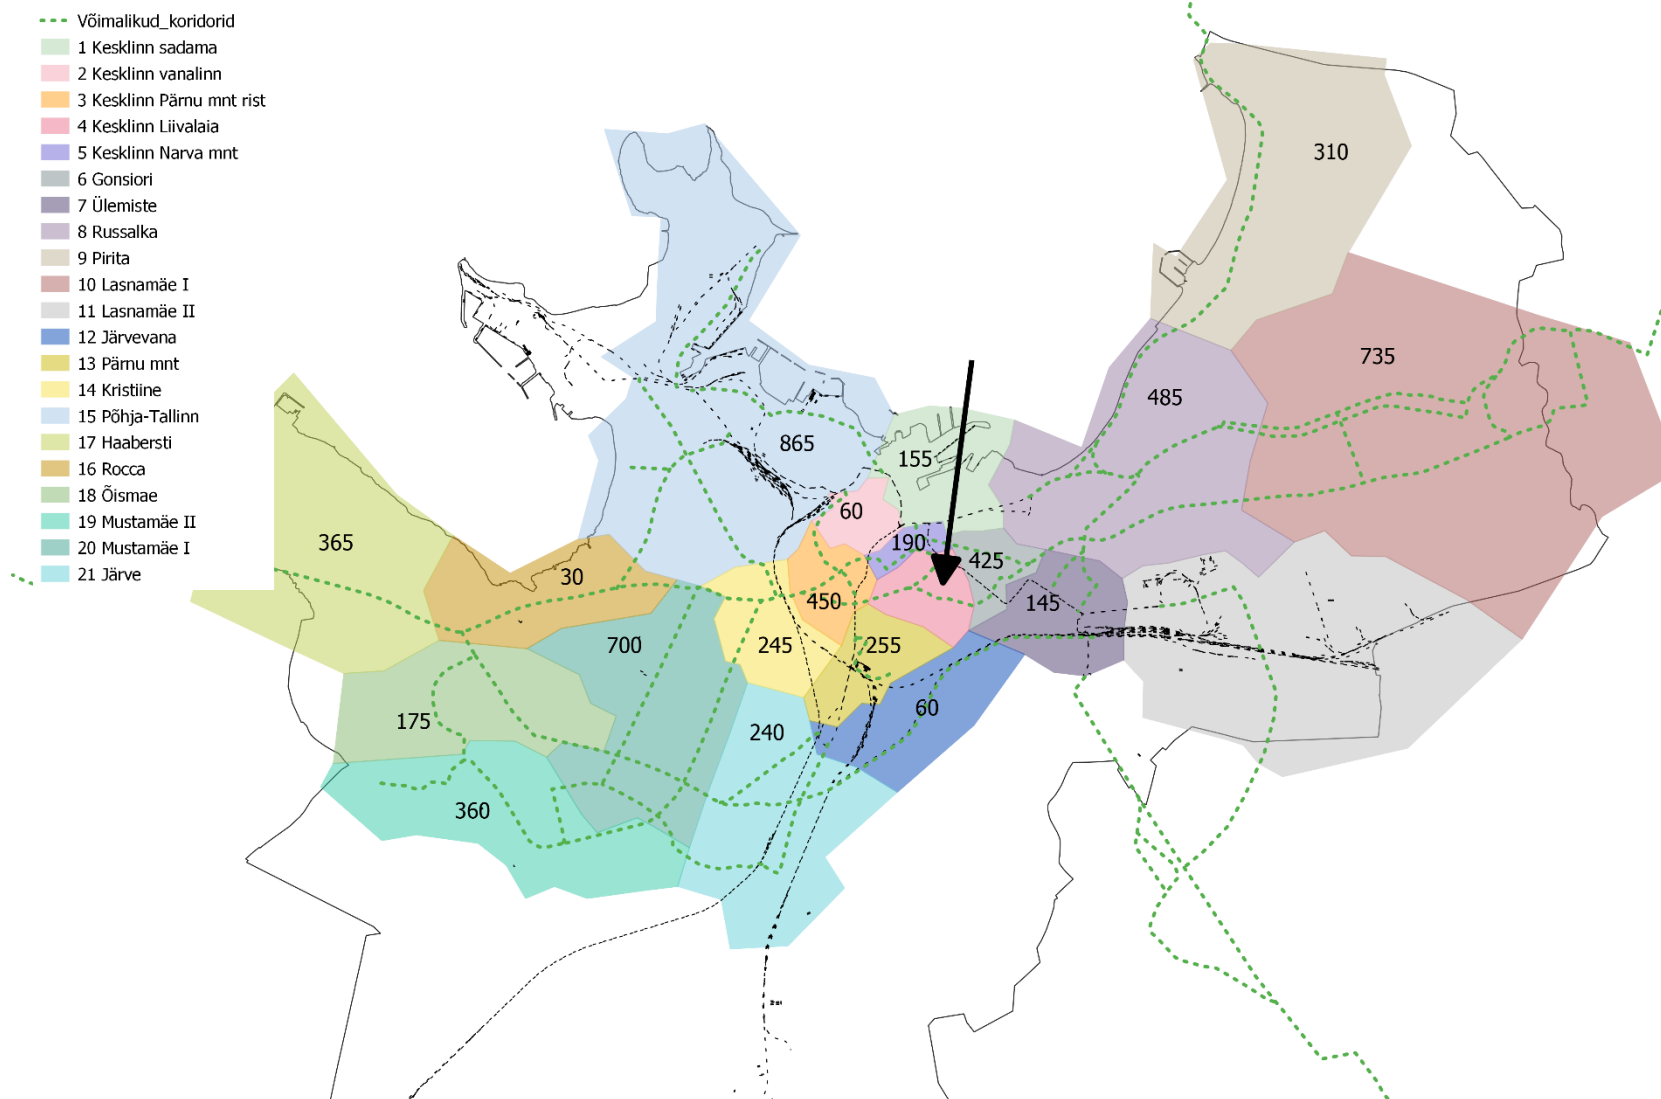 Võimalikud_koridorid
1 Kesklinn sadama
2 Kesklinn vanalinn
3 Kesklinn Pärnu mnt rist
4 Kesklinn Liivalaia
5 Kesklinn Narva mnt
6 Gonsiori
7 Ülemiste
8 Russalka
9 Pirita
10 Lasnamäe I
11 Lasnamäe II
12 Järvevana
13 Pärnu mnt
14 Kristiine
15 Põhja-Tallinn
17 Haabersti
16 Rocca
18 Õismae
19 Mustamäe II
20 Mustamäe I
21 Järve
310
735
485
865
155
60
190
425
365
30
450
145
700
245
255
175
240
60
360